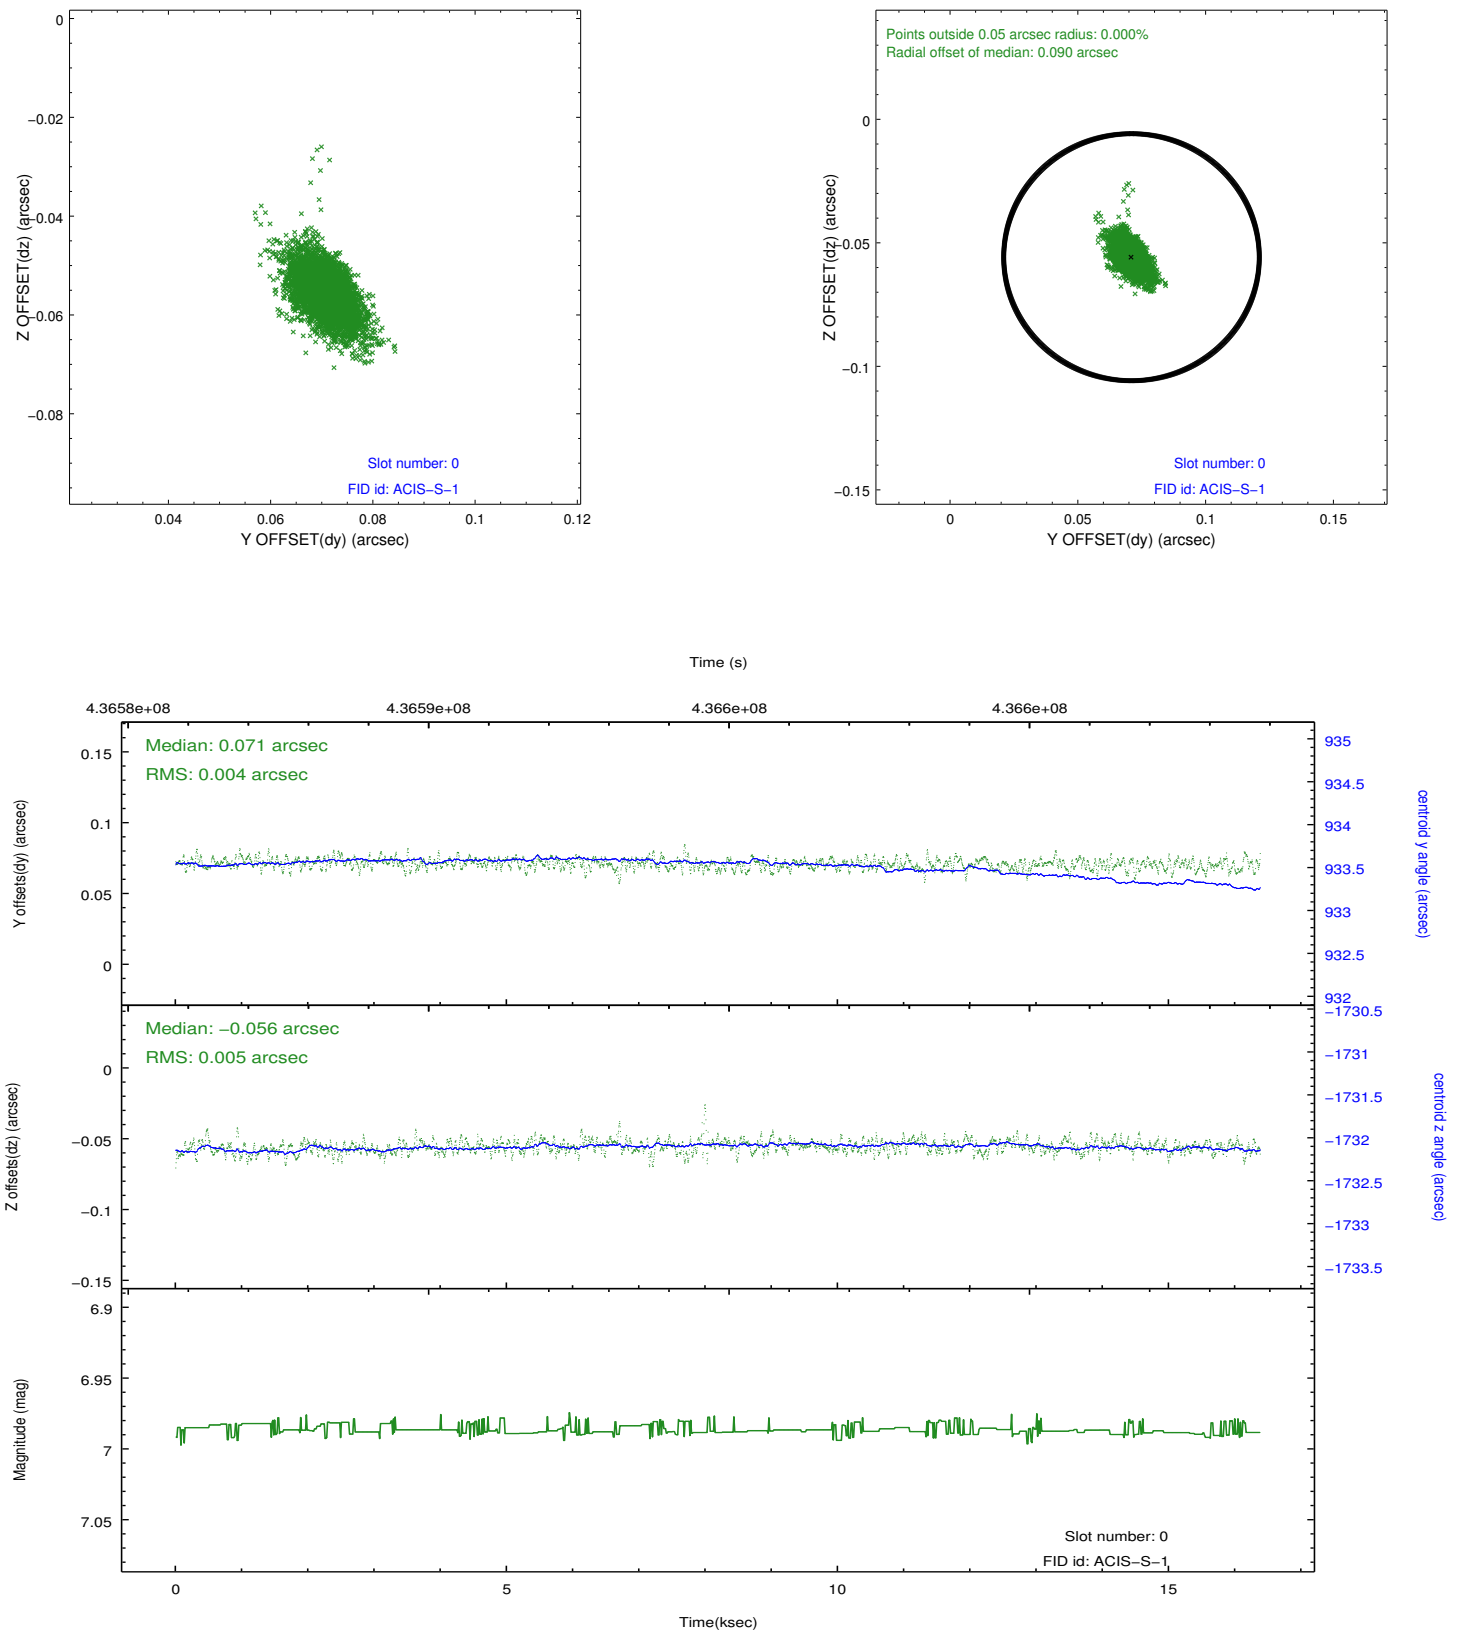 0
−0.02
−0.04
−0.06
−0.08
Z OFFSET(dz) (arcsec)
Slot number: 0
FID id: ACIS−S−1
0.04 0.06 0.08 0.1 0.12
Y OFFSET(dy) (arcsec)
Points outside 0.05 arcsec radius: 0.000%
Radial offset of median: 0.090 arcsec
0
−0.05
−0.1
−0.15
Z OFFSET(dz) (arcsec)
Slot number: 0
FID id: ACIS−S−1
0 0.05 0.1 0.15
Y OFFSET(dy) (arcsec)
Time (s)
4.3658e+08 4.3659e+08 4.366e+08 4.366e+08
Median: 0.071 arcsec
RMS: 0.004 arcsec
0.15
0.1
0.05
0
Y offsets(dy) (arcsec)
935
934.5
934
933.5
933
932.5
932
centroid y angle (arcsec)
Median: −0.056 arcsec
RMS: 0.005 arcsec
0
−0.05
−0.1
−0.15
Z offsets(dz) (arcsec)
−1730.5
−1731
−1731.5
−1732
−1732.5
−1733
−1733.5
centroid z angle (arcsec)
6.9
6.95
7
7.05
Magnitude (mag)
Slot number: 0
FID id: ACIS−S−1
0 5 10 15
Time(ksec)